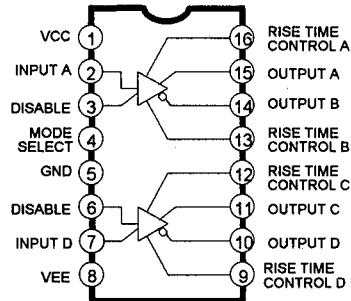 VCC 1
INPUT A 2
DISABLE 3
MODE
SELECT 4
GND 5
DISABLE 6
INPUT D 7
VEE 8
16 RISE TIME
CONTROL A
15 OUTPUT A
14 OUTPUT B
13 RISE TIME
CONTROL B
12 RISE TIME
CONTROL C
11 OUTPUT C
10 OUTPUT D
9 RISE TIME
CONTROL D